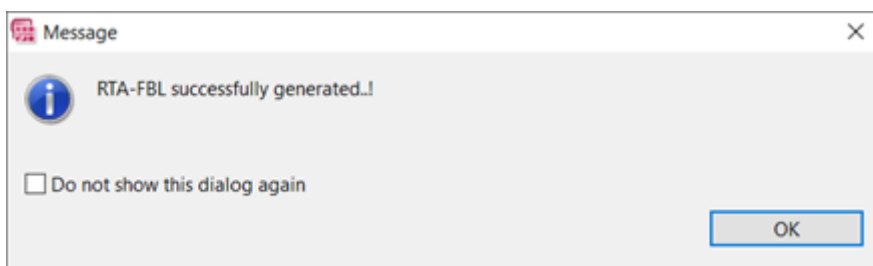 Message
RTA-FBL successfully generated..!
Do not show this dialog again
OK